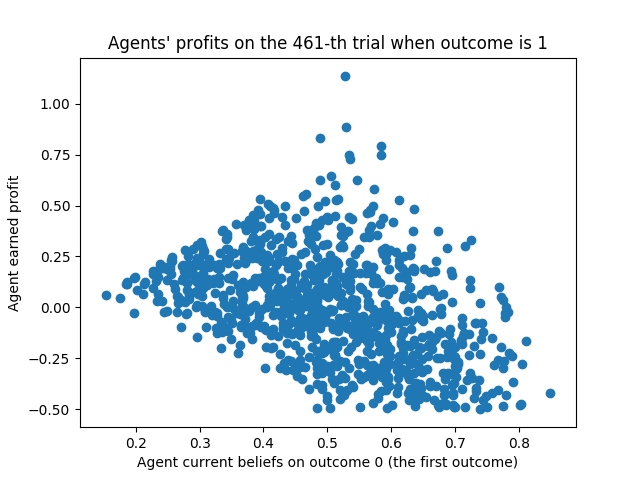 Agents' profits on the 461-th trial when outcome is 1
1.00
0.75
0.50
0.25
0.00
−0.25
−0.50
Agent earned profit
0.2 0.3 0.4 0.5 0.6 0.7 0.8
Agent current beliefs on outcome 0 (the first outcome)